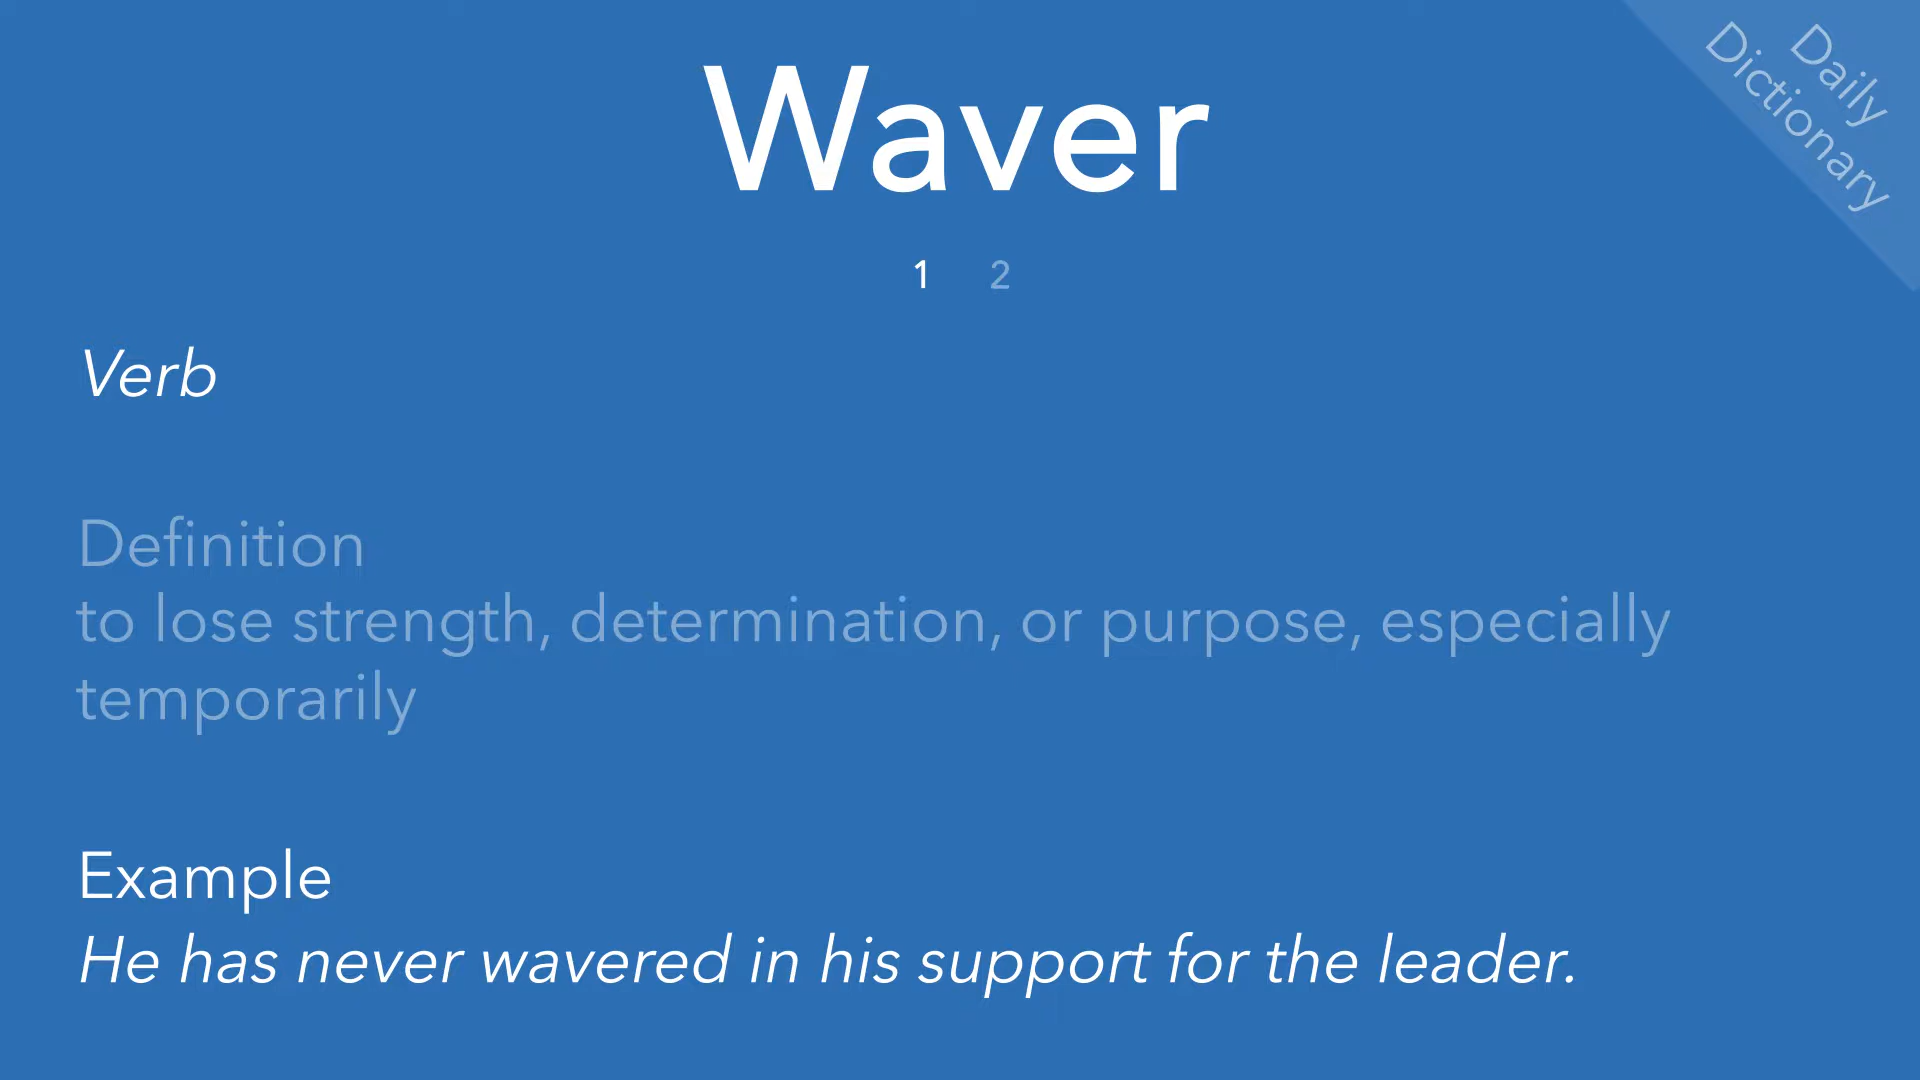 Waver
Daily
Dictionary
1 2
Verb
Definition
to lose strength, determination, or purpose, especially
temporarily
Example
He has never wavered in his support for the leader.